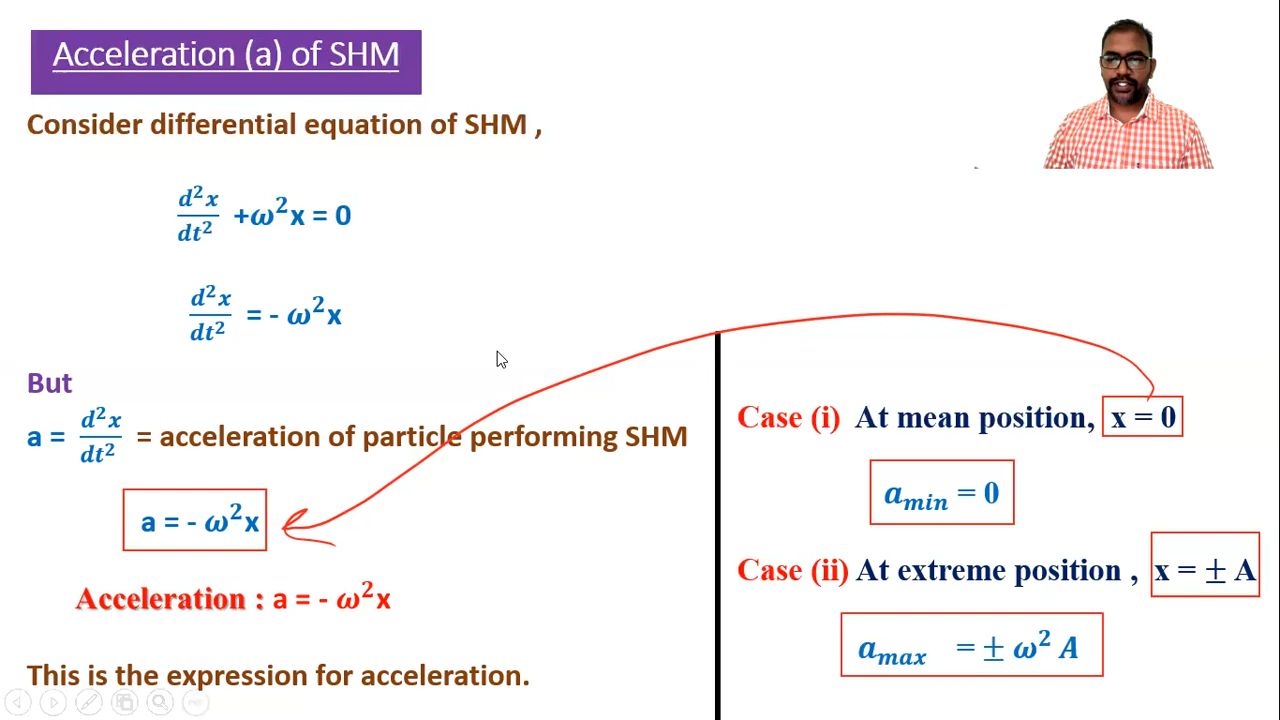 Acceleration (a) of SHM
Consider differential equation of SHM ,
d²x/dt² +ω²x = 0
d²x/dt² = - ω²x
But
a = d²x/dt² = acceleration of particle performing SHM
a = - ω²x
Acceleration : a = - ω²x
This is the expression for acceleration.
Case (i) At mean position, x = 0
a_min = 0
Case (ii) At extreme position , x = ± A
a_max = ± ω² A